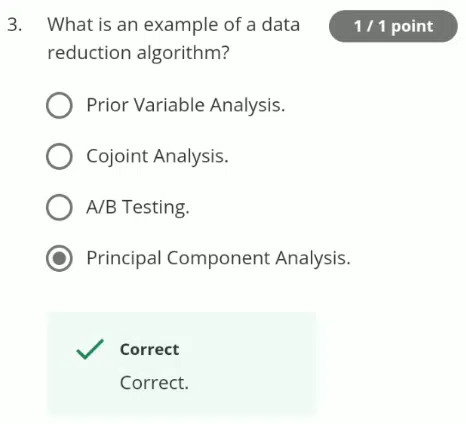 3. What is an example of a data
reduction algorithm?
1 / 1 point
Prior Variable Analysis.
Cojoint Analysis.
A/B Testing.
Principal Component Analysis.
Correct
Correct.